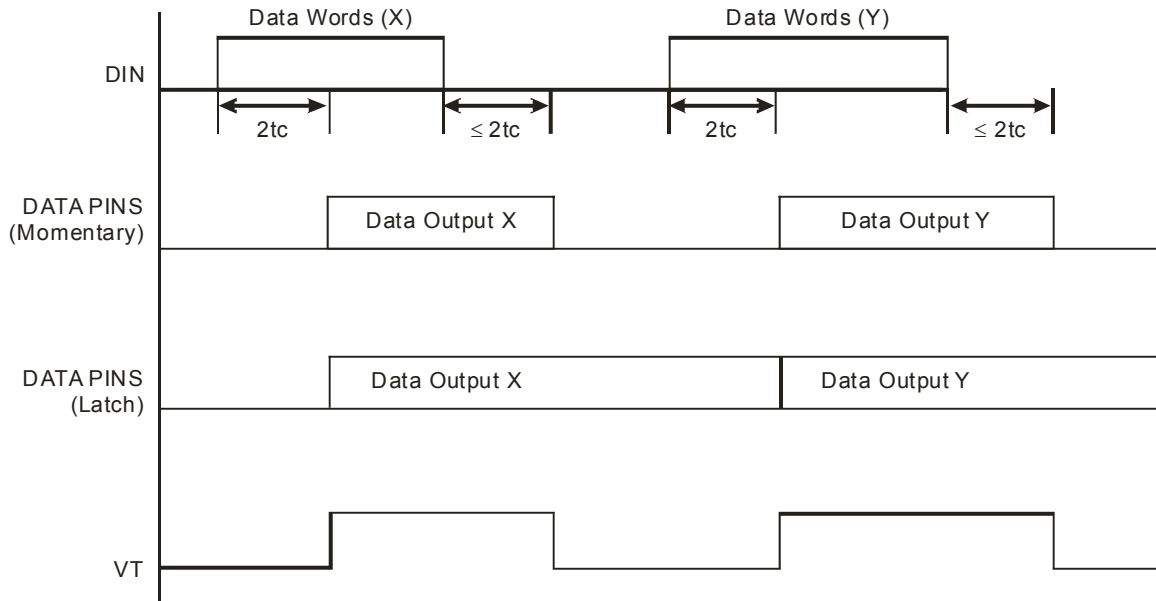 Data Words (X)
Data Words (Y)
DIN
2tc
≤ 2tc
2tc
≤ 2tc
DATA PINS
(Momentary)
Data Output X
Data Output Y
DATA PINS
(Latch)
Data Output X
Data Output Y
VT